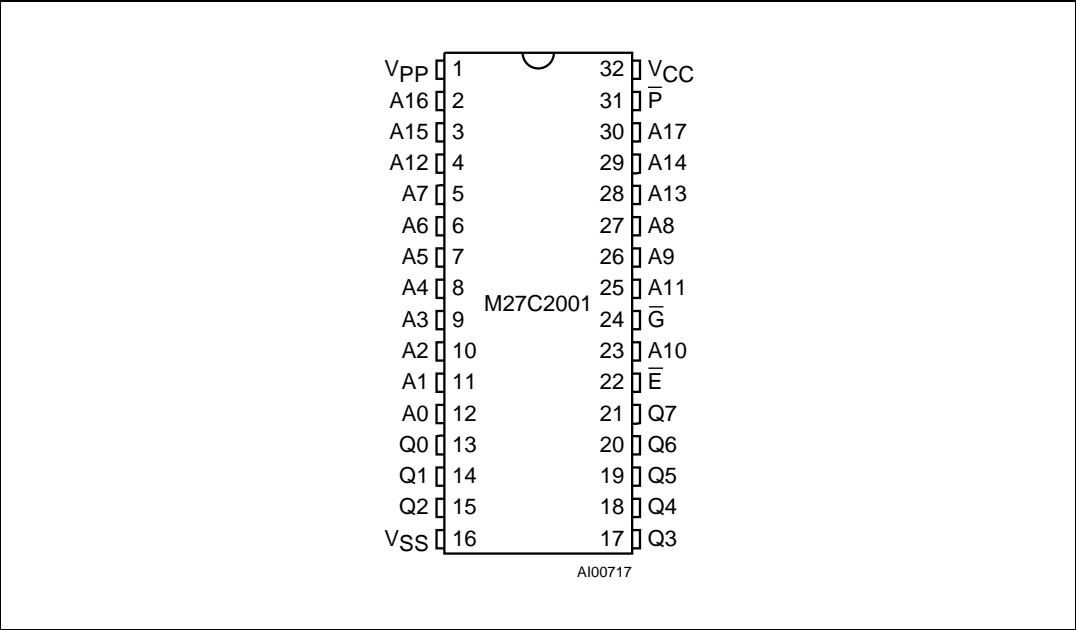 VPP 1 32 VCC
A16 2 31 P̅
A15 3 30 A17
A12 4 29 A14
A7 5 28 A13
A6 6 27 A8
A5 7 26 A9
A4 8 25 A11
M27C2001
A3 9 24 G̅
A2 10 23 A10
A1 11 22 E̅
A0 12 21 Q7
Q0 13 20 Q6
Q1 14 19 Q5
Q2 15 18 Q4
VSS 16 17 Q3
AI00717